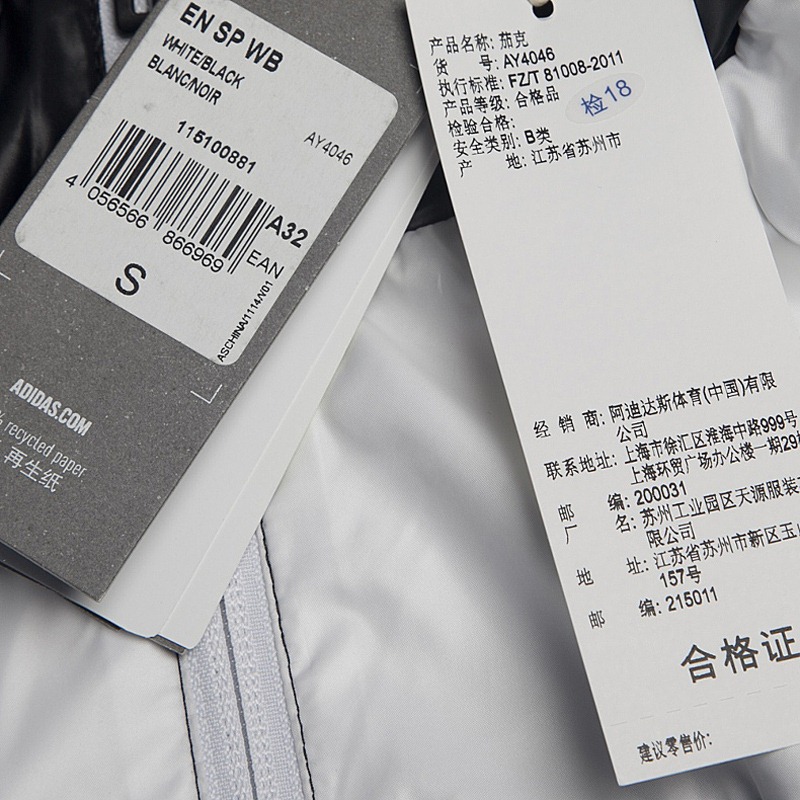 EN SP WB
WHITE/BLACK
BLANC/NOIR
115100881
AY4046
4 056566 866969
A32
EAN
S
ASCHINA/1114/V01
ADIDAS.COM
% recycled paper
再生纸
产品名称: 茄克
货 号: AY4046
执行标准: FZ/T 81008-2011
产品等级: 合格品
检验合格:
检18
安全类别: B类
产 地: 江苏省苏州市
经 销 商: 阿迪达斯体育(中国)有限
公司
联系地址: 上海市徐汇区淮海中路999号
上海环贸广场办公楼一期29
邮 编: 200031
厂 名: 苏州工业园区天源服装
限公司
地 址: 江苏省苏州市新区玉山
157号
邮 编: 215011
合格证
建议零售价: